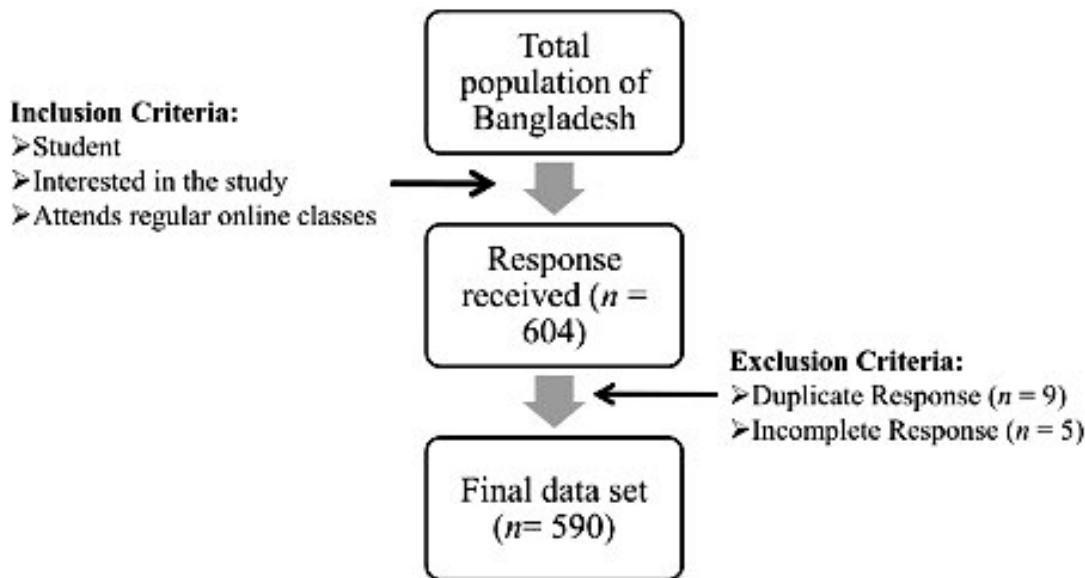 Total
population of
Bangladesh
Inclusion Criteria:
➢Student
➢Interested in the study
➢Attends regular online classes
Response
received (n =
604)
Exclusion Criteria:
➢Duplicate Response (n = 9)
➢Incomplete Response (n = 5)
Final data set
(n= 590)